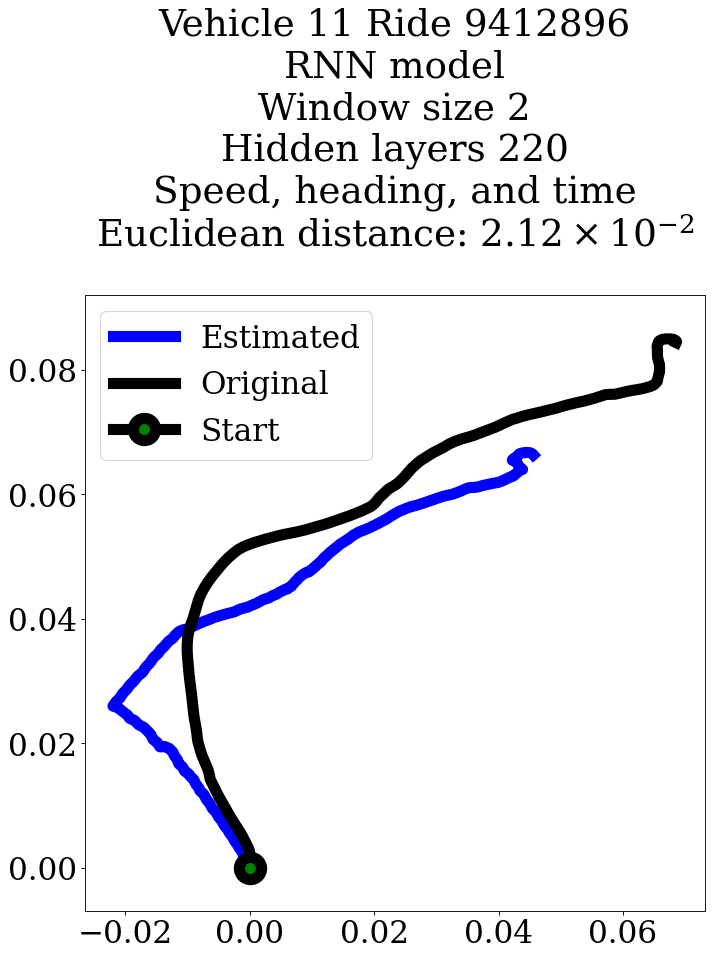 Vehicle 11 Ride 9412896
RNN model
Window size 2
Hidden layers 220
Speed, heading, and time
Euclidean distance: 2.12 × 10⁻²
Estimated
Original
Start
0.08
0.06
0.04
0.02
0.00
−0.02 0.00 0.02 0.04 0.06